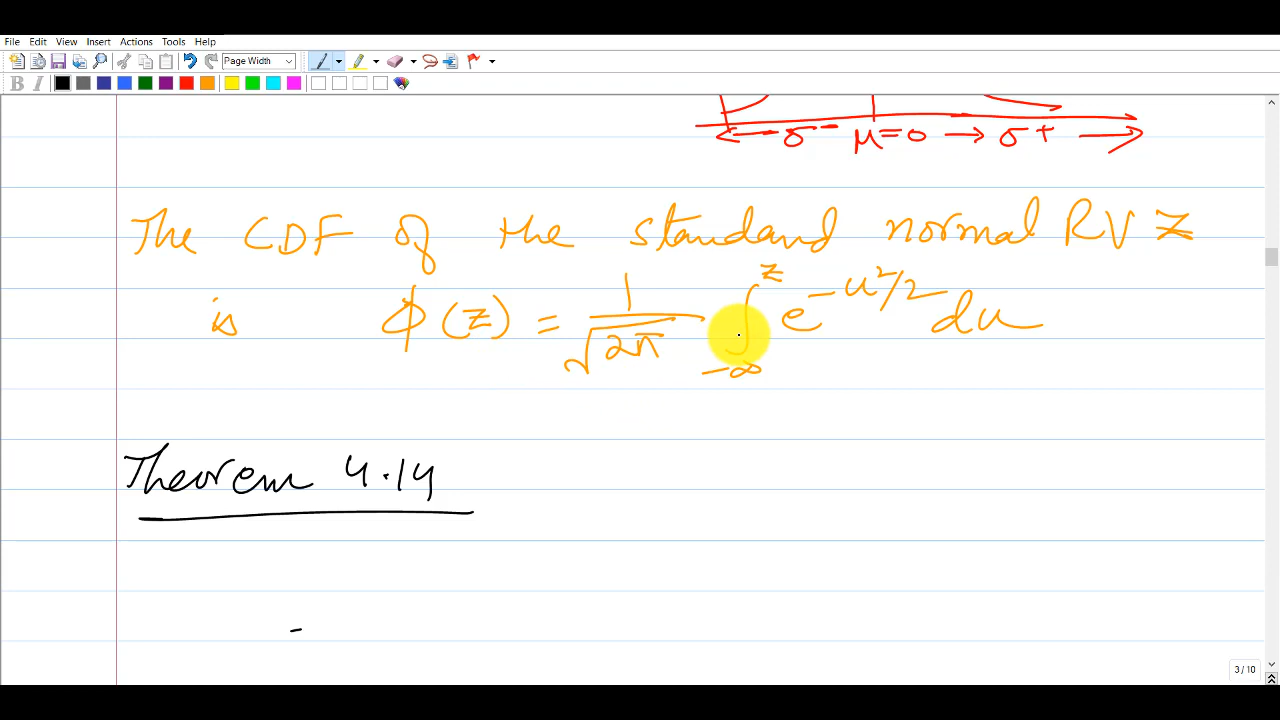 File Edit View Insert Actions Tools Help
Page Width
B I
← σ- μ=0 → σ+ →
The CDF of the standand normal RV Z
is Φ(z) = 1/√2π ∫_{-∞}^{z} e^{-u²/2} du
Theorem 4.14
3 / 10